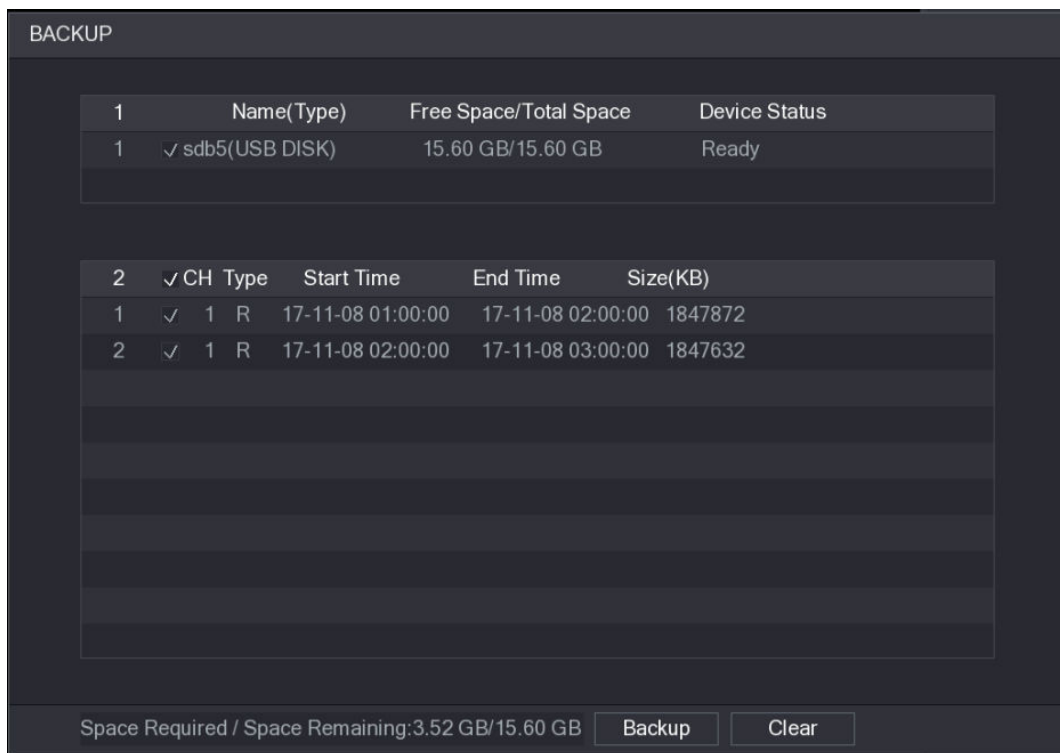 BACKUP
1 Name(Type) Free Space/Total Space Device Status
1 sdb5(USB DISK) 15.60 GB/15.60 GB Ready
2 CH Type Start Time End Time Size(KB)
1 1 R 17-11-08 01:00:00 17-11-08 02:00:00 1847872
2 1 R 17-11-08 02:00:00 17-11-08 03:00:00 1847632
Space Required / Space Remaining:3.52 GB/15.60 GB Backup Clear